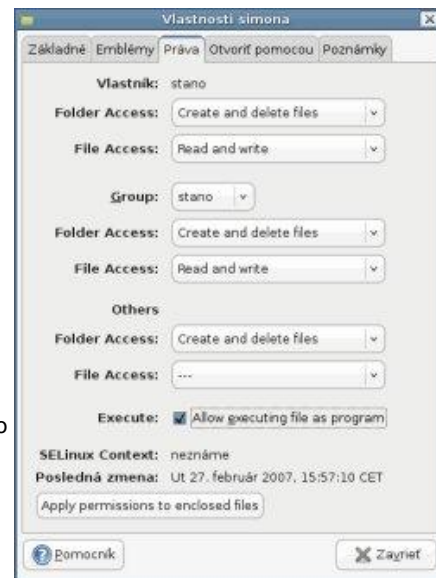 Vlastnosti simona
Základné Emblémy Práva Otvoriť pomocou Poznámky
Vlastník: stano
Folder Access: Create and delete files
File Access: Read and write
Group: stano
Folder Access: Create and delete files
File Access: Read and write
Others
Folder Access: Create and delete files
File Access: ---
Execute: Allow executing file as program
o
SELinux Context: neznáme
Posledná zmena: Ut 27. február 2007, 15:57:10 CET
Apply permissions to enclosed files
Pomocník Zavrieť